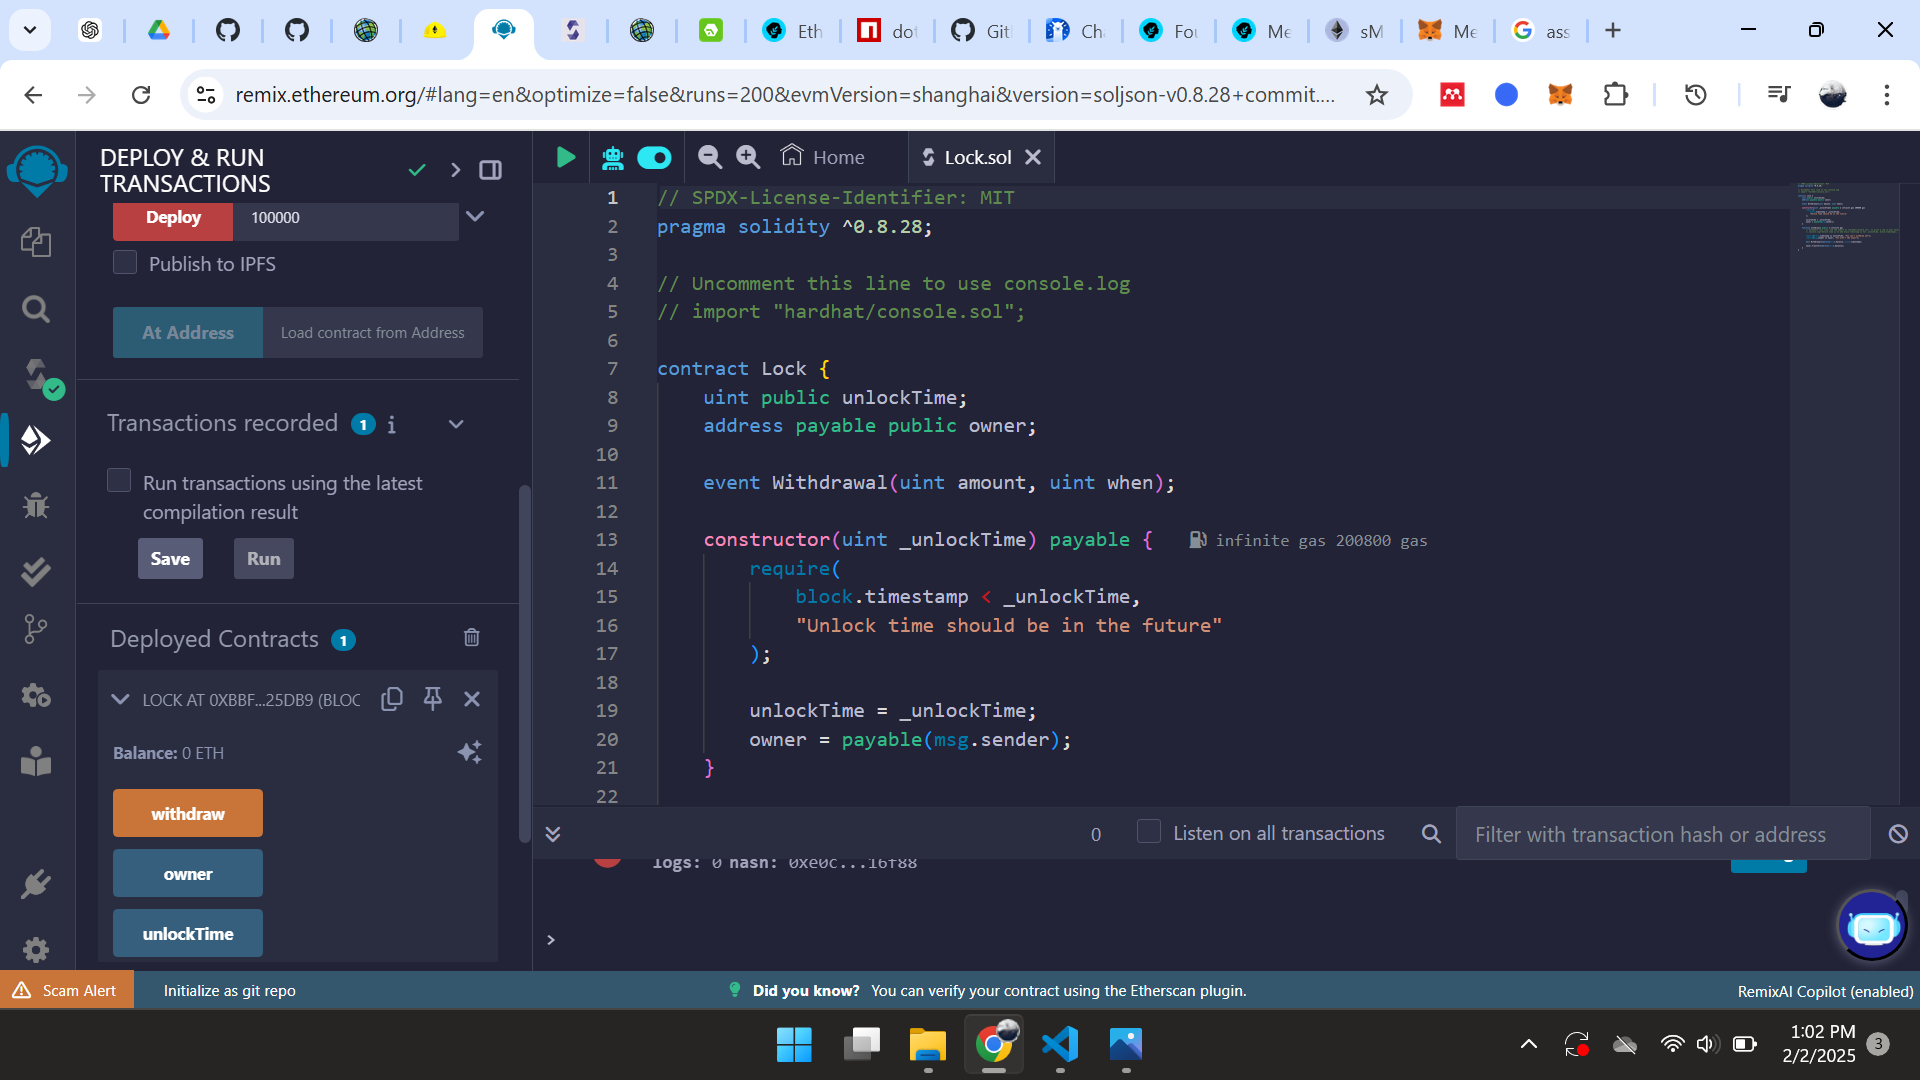 Eth
dot
Git
Ch
Fou
Me
sM
Me
ass
remix.ethereum.org/#lang=en&optimize=false&runs=200&evmVersion=shanghai&version=soljson-v0.8.28+commit....
DEPLOY & RUN
TRANSACTIONS
Deploy
100000
Publish to IPFS
At Address
Load contract from Address
Transactions recorded 1 i
Run transactions using the latest
compilation result
Save
Run
Deployed Contracts 1
LOCK AT 0XBBF...25DB9 (BLOC
Balance: 0 ETH
withdraw
owner
unlockTime
Home
Lock.sol
1 // SPDX-License-Identifier: MIT
2 pragma solidity ^0.8.28;
3
4 // Uncomment this line to use console.log
5 // import "hardhat/console.sol";
6
7 contract Lock {
8 uint public unlockTime;
9 address payable public owner;
10
11 event Withdrawal(uint amount, uint when);
12
13 constructor(uint _unlockTime) payable { infinite gas 200800 gas
14 require(
15 block.timestamp < _unlockTime,
16 "Unlock time should be in the future"
17 );
18
19 unlockTime = _unlockTime;
20 owner = payable(msg.sender);
21 }
22
0
Listen on all transactions
Filter with transaction hash or address
logs: 0 hash: 0xe0c...16f88
>
Scam Alert
Initialize as git repo
Did you know? You can verify your contract using the Etherscan plugin.
RemixAI Copilot (enabled)
1:02 PM
2/2/2025
3